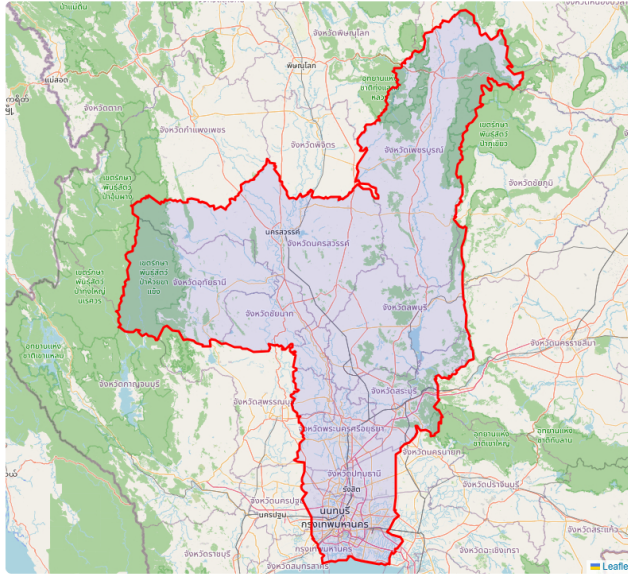 ป่าแม่ตื่น
จังหวัดพิษณุโลก
พิษณุโลก
แม่สอด
จังหวัดตาก
อุทยานแห่ง
ชาติทุ่งแสลง
หลวง
จังหวัดกำแพงเพชร
จังหวัดพิจิตร
จังหวัดเพชรบูรณ์
เขตรักษา
พันธุ์สัตว์
ป่าภูเขียว
เขตรักษา
พันธุ์สัตว์
ป่าอุ้มผาง
จังหวัดชัยภูมิ
นครสวรรค์
จังหวัดนครสวรรค์
เขตรักษา
พันธุ์สัตว์
ป่าทุ่งใหญ่
นเรศวร
เขตรักษา
พันธุ์สัตว์
ป่าห้วยขา
แข้ง
จังหวัดอุทัยธานี
จังหวัดชัยนาท
จังหวัดลพบุรี
จังหวัดนครราชสีมา
อุทยานแห่ง
ชาติเขาแหลม
จังหวัดกาญจนบุรี
จังหวัดสุพรรณบุรี
จังหวัดสระบุรี
อุทยานแห่ง
ชาติเขาใหญ่
อุทยานแห่ง
ชาติทับลาน
จังหวัดพระนครศรีอยุธยา
จังหวัดนครนายก
จังหวัดปทุมธานี
รังสิต
จังหวัดปราจีนบุรี
จังหวัดนครปฐม
นครปฐม
นนทบุรี
กรุงเทพมหานคร
จังหวัดสระแก้ว
กรุงเทพมหานคร
จังหวัดราชบุรี
จังหวัดสมุทรสาคร
จังหวัดฉะเชิงเทรา
Leafle